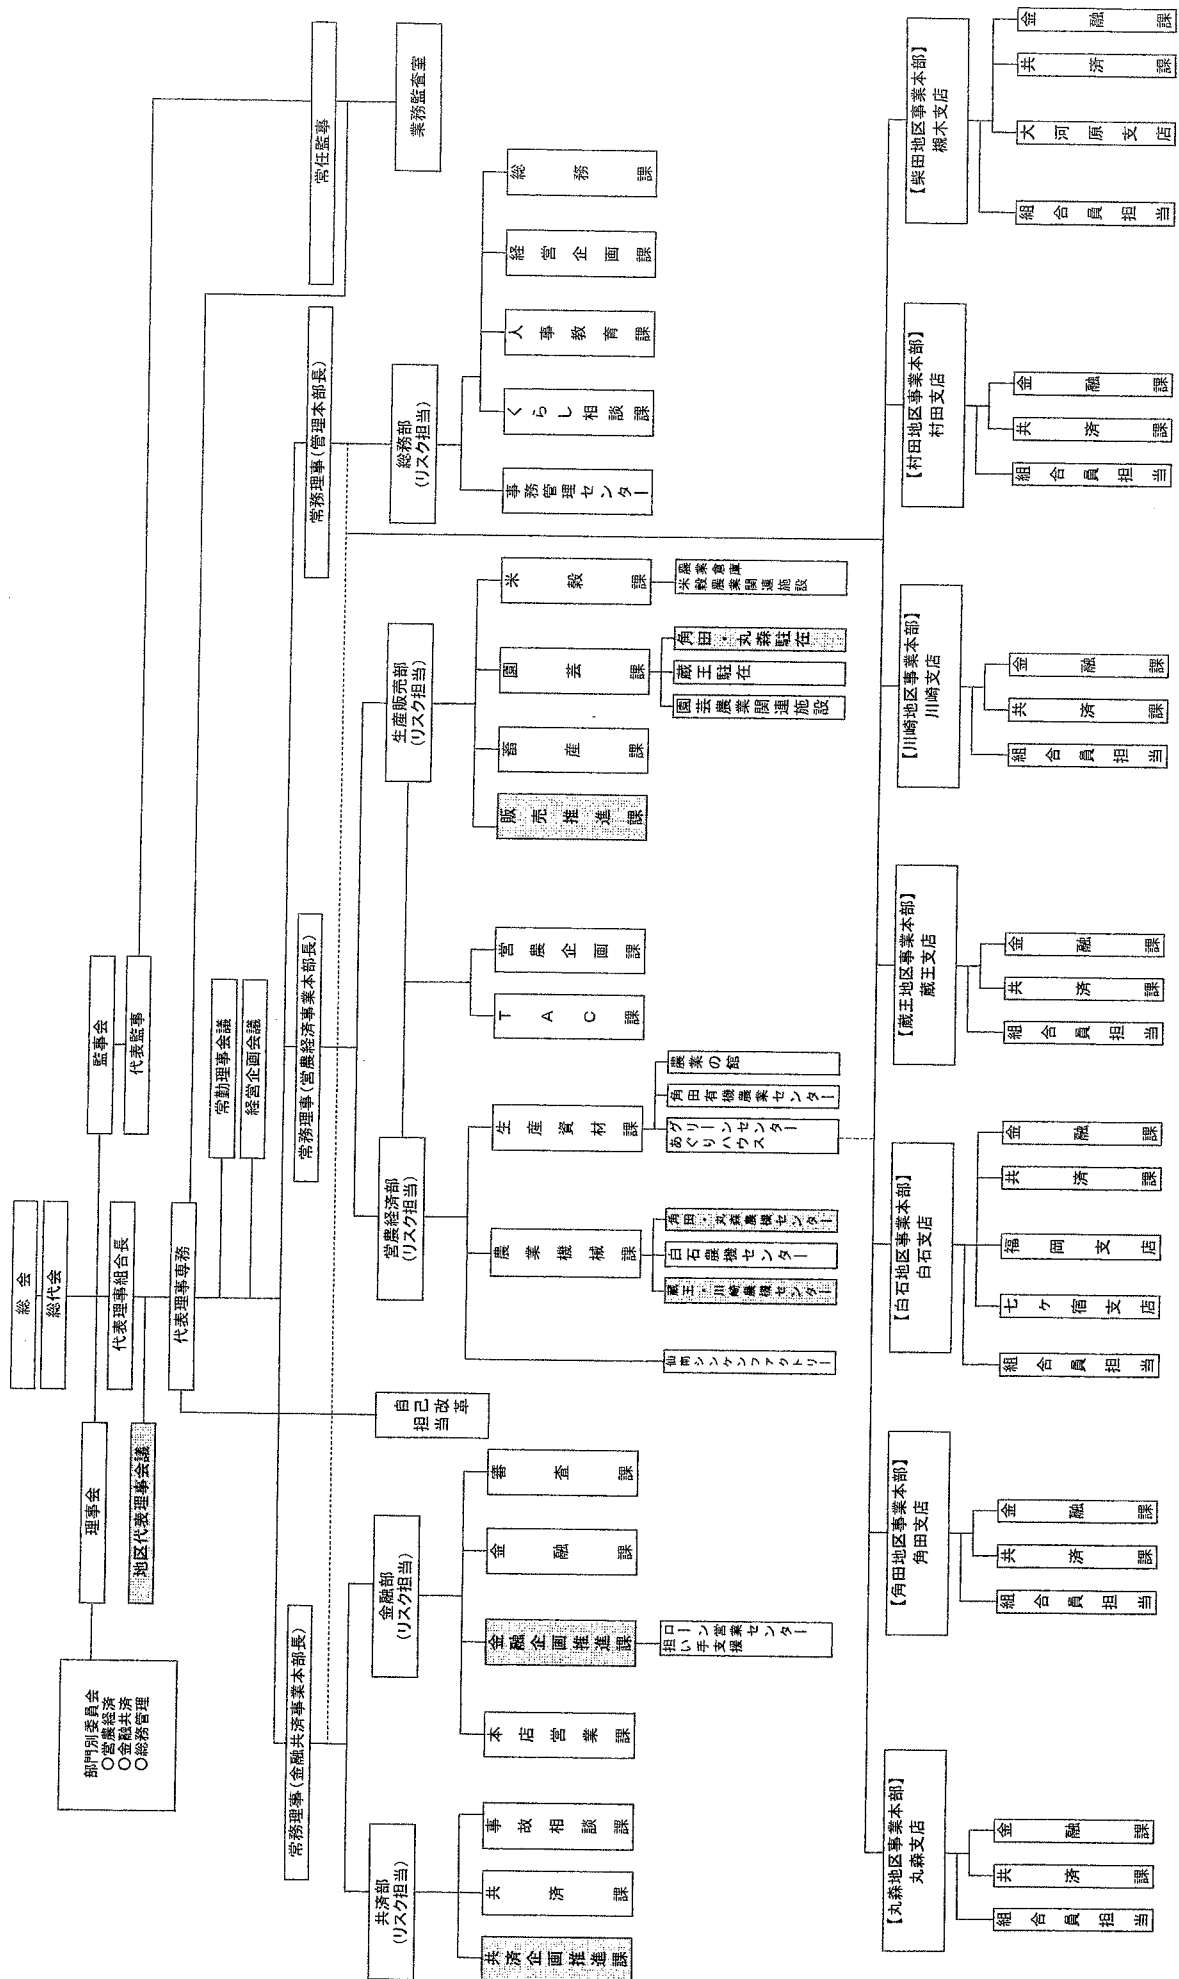 総会
総代会
監事会
代表監事
理事会
部門別委員会
○営農経済
○金融共済
○総務管理
代表理事組合長
地区代表理事会議
代表理事専務
常勤理事会議
経営企画会議
自己改革
担当
常務理事(金融共済事業本部長)
常務理事(営農経済事業本部長)
常務理事(管理本部長)
常任監事
業務監査室
共済部
(リスク担当)
共済企画推進課
共済課
事故相談課
金融部
(リスク担当)
本店営業課
金融企画推進課
ローン営業センター
担い手支援
金融課
審査課
営農経済部
(リスク担当)
仙南シンケンファクトリー
農業機械課
蔵王・川崎農機センター
白石農機センター
角田・丸森農機センター
生産資材課
グリーンセンター
あぐりハウス
角田有機農業センター
農業の館
TAC課
営農企画課
生産販売部
(リスク担当)
販売推進課
畜産課
園芸課
園芸農業関連施設
蔵王駐在
角田・丸森駐在
米穀課
農業倉庫
米穀農業関連施設
総務部
(リスク担当)
事務管理センター
くらし相談課
人事教育課
経営企画課
総務課
【丸森地区事業本部】
丸森支店
組合員担当
共済課
金融課
【角田地区事業本部】
角田支店
組合員担当
共済課
金融課
【白石地区事業本部】
白石支店
組合員担当
七ケ宿支店
福岡支店
共済課
金融課
【蔵王地区事業本部】
蔵王支店
組合員担当
共済課
金融課
【川崎地区事業本部】
川崎支店
組合員担当
共済課
金融課
【村田地区事業本部】
村田支店
組合員担当
共済課
金融課
【柴田地区事業本部】
槻木支店
組合員担当
大河原支店
共済課
金融課